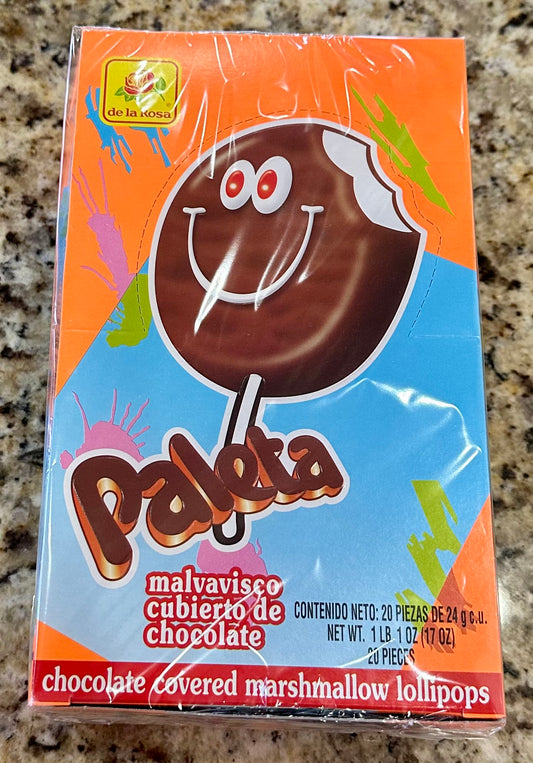 de la Rosa
Paleta
malvavisco
cubierto de
chocolate
CONTENIDO NETO: 20 PIEZAS DE 24 g c.u.
NET WT. 1 LB 1 OZ (17 OZ)
20 PIECES
chocolate covered marshmallow lollipops